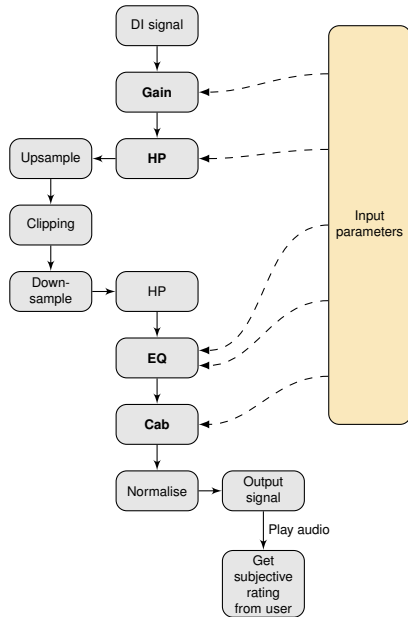 DI signal
Gain
HP
Upsample
Clipping
Down-
sample
HP
EQ
Cab
Normalise
Output
signal
Play audio
Get
subjective
rating
from user
Input
parameters